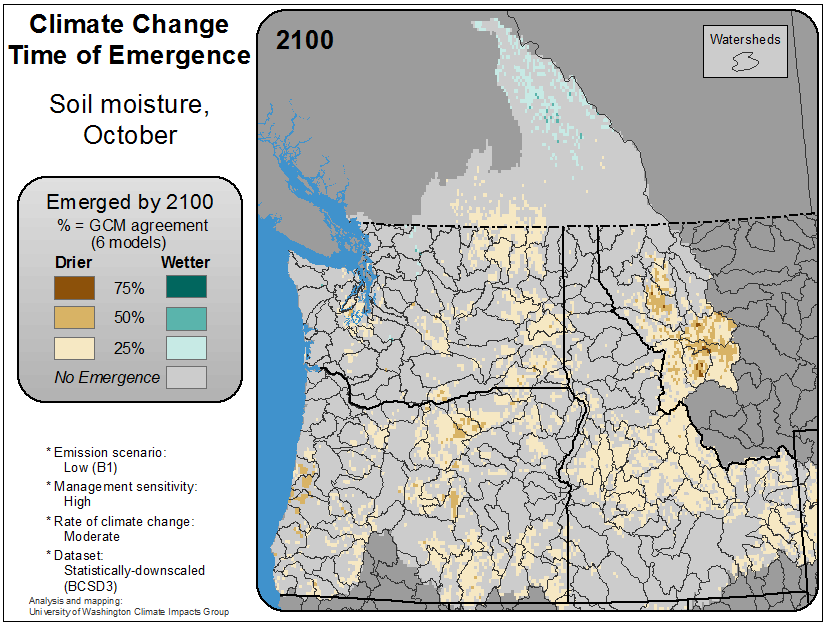 Climate Change
Time of Emergence
Soil moisture,
October
Emerged by 2100
% = GCM agreement
(6 models)
Drier Wetter
75%
50%
25%
No Emergence
* Emission scenario:
Low (B1)
* Management sensitivity:
High
* Rate of climate change:
Moderate
* Dataset:
Statistically-downscaled
(BCSD3)
Analysis and mapping:
University of Washington Climate Impacts Group
2100
Watersheds